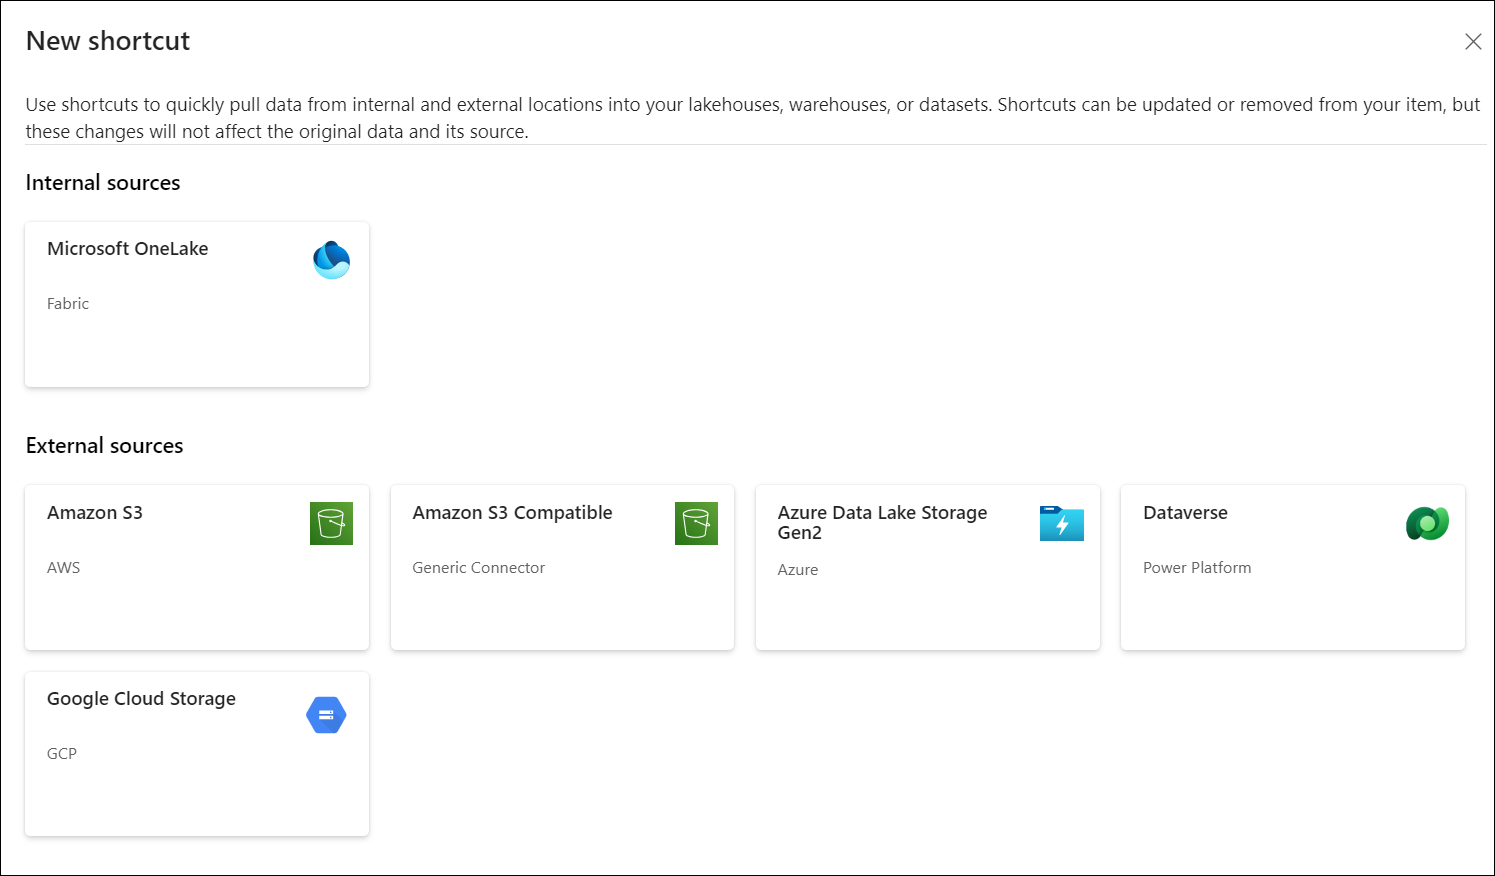 New shortcut
Use shortcuts to quickly pull data from internal and external locations into your lakehouses, warehouses, or datasets. Shortcuts can be updated or removed from your item, but
these changes will not affect the original data and its source.
Internal sources
Microsoft OneLake
Fabric
External sources
Amazon S3
AWS
Amazon S3 Compatible
Generic Connector
Azure Data Lake Storage
Gen2
Azure
Dataverse
Power Platform
Google Cloud Storage
GCP